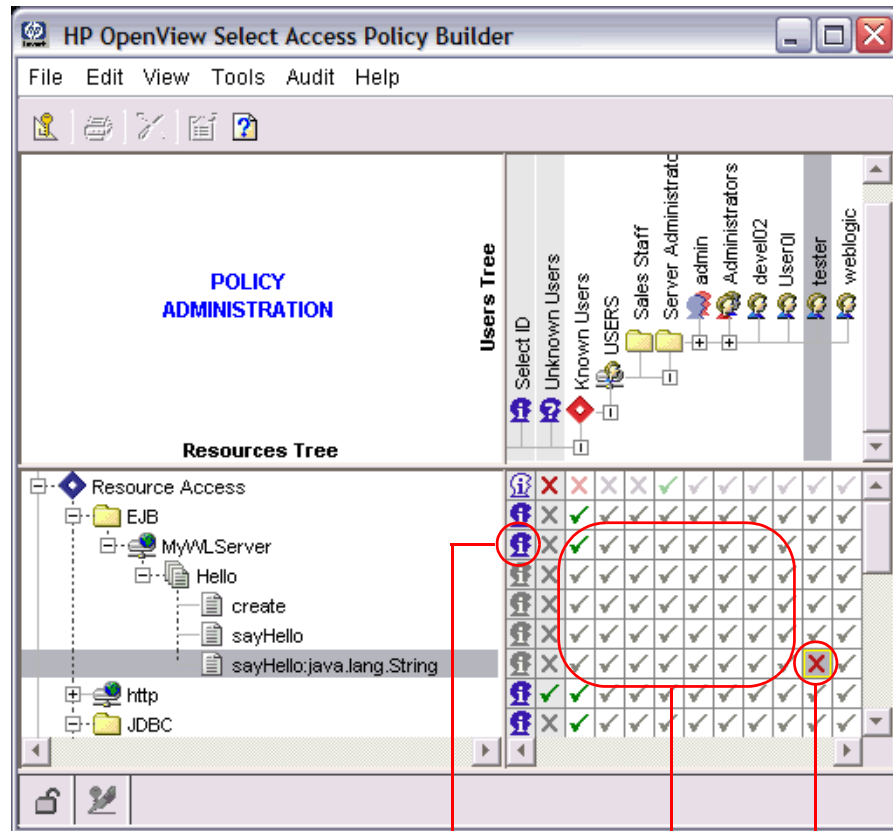 HP OpenView Select Access Policy Builder
File Edit View Tools Audit Help
POLICY
ADMINISTRATION
Users Tree
Resources Tree
Select ID
Unknown Users
Known Users
USERS
Sales Staff
Server Administrato
admin
Administrators
devel02
User01
tester
weblogic
Resource Access
EJB
MyWLServer
Hello
create
sayHello
sayHello:java.lang.String
http
JDBC